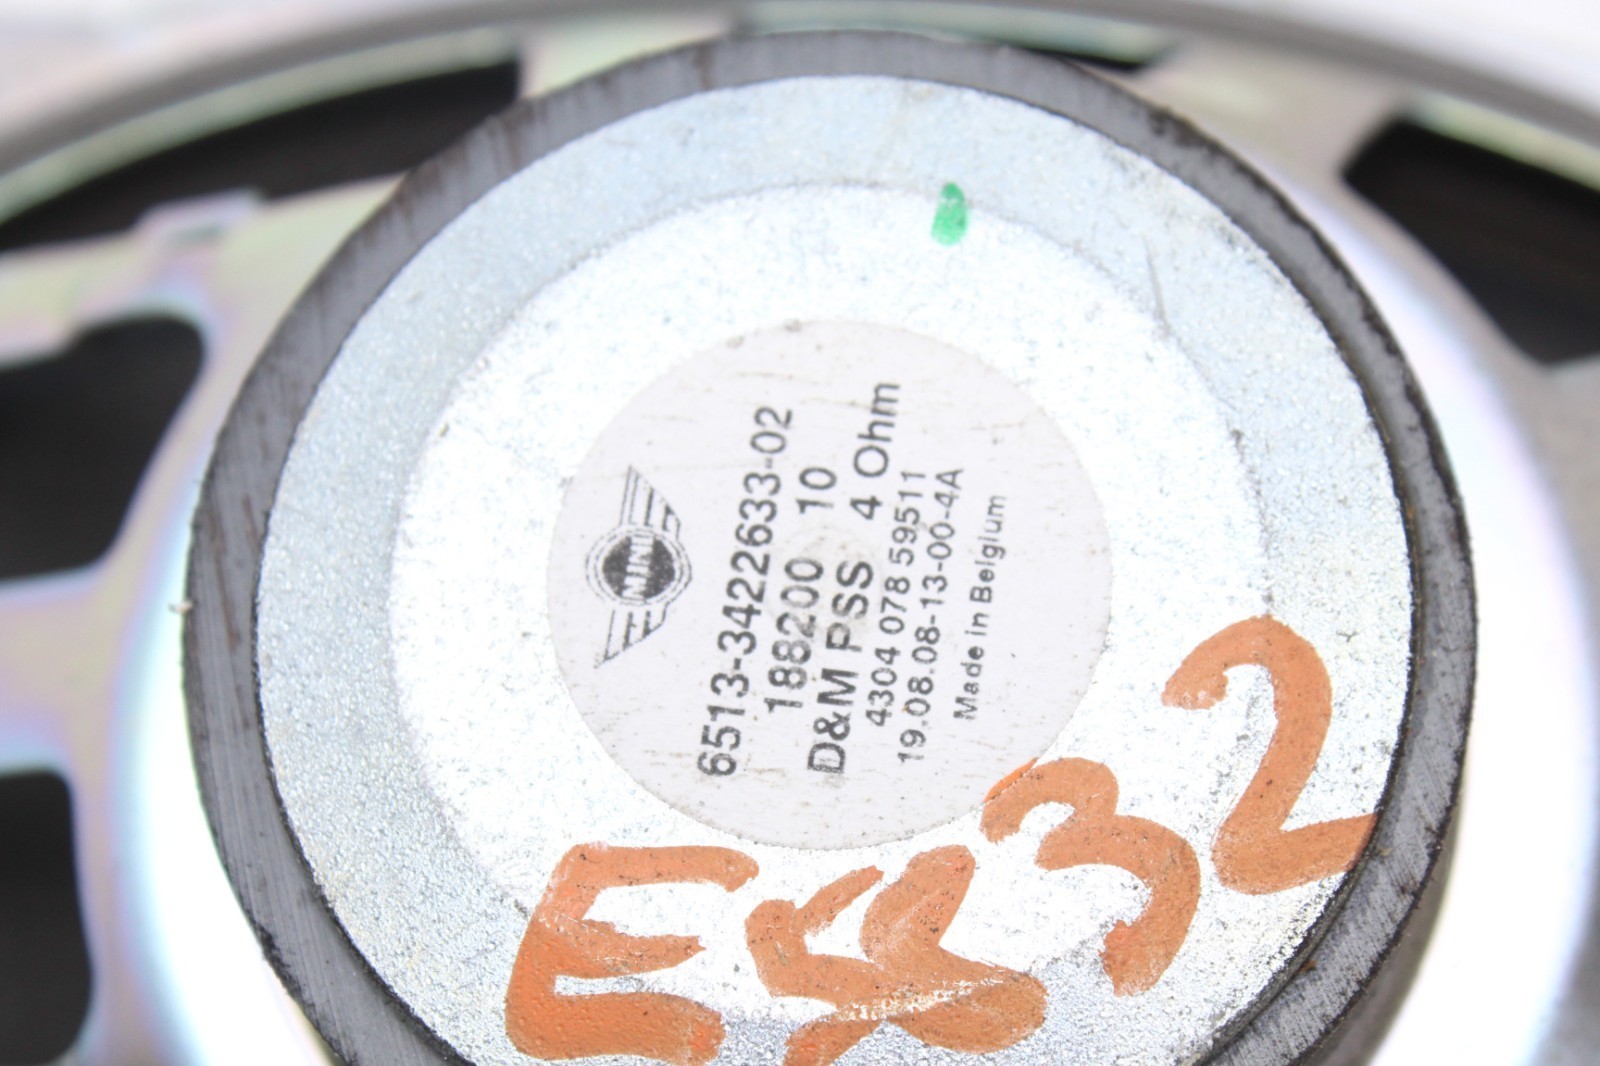 MINI
6513-3422633-02
188200 10
D&M PSS 4 Ohm
4304 078 59511
19.08.08-13-00-4A
Made in Belgium